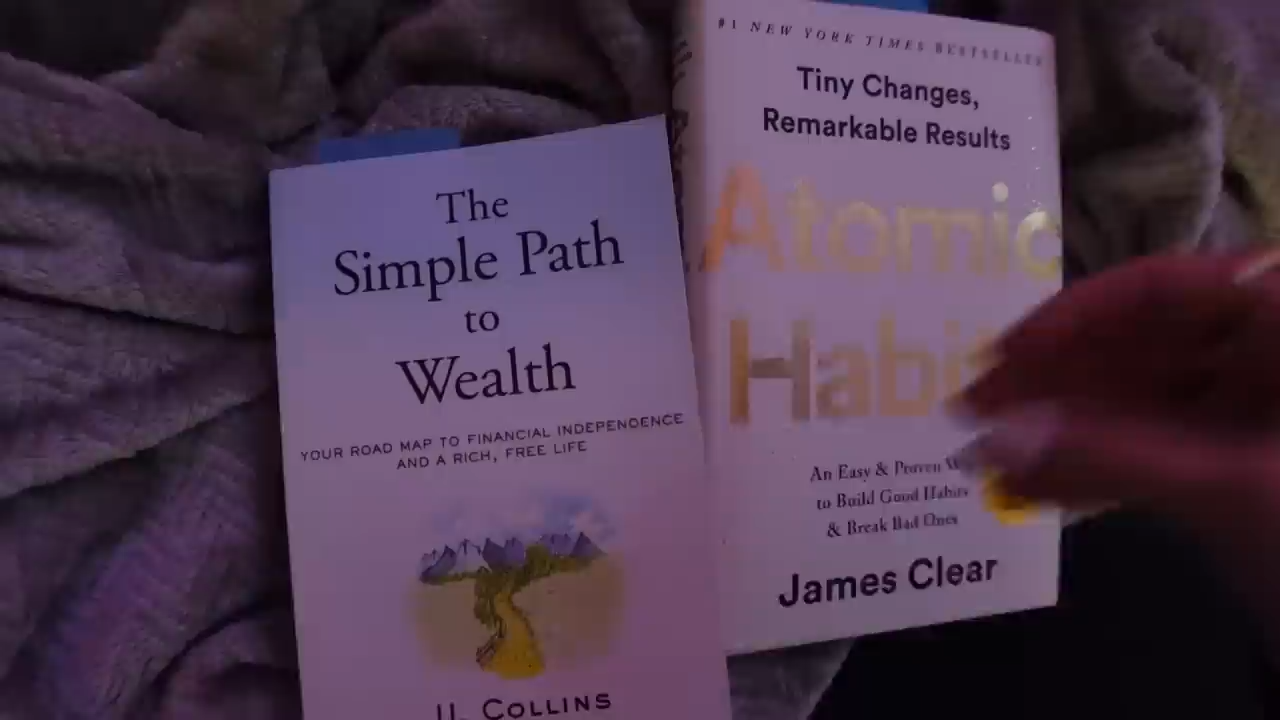 The
Simple Path
to
Wealth
YOUR ROAD MAP TO FINANCIAL INDEPENDENCE
AND A RICH, FREE LIFE
JL COLLINS
#1 NEW YORK TIMES BESTSELLER
Tiny Changes,
Remarkable Results
Atomic
Habi
An Easy & Proven
to Build Good Habits
& Break Bad Ones
James Clear